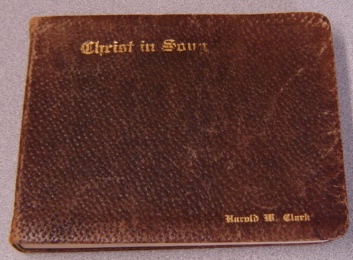 Christ in Song
Harold W. Clark